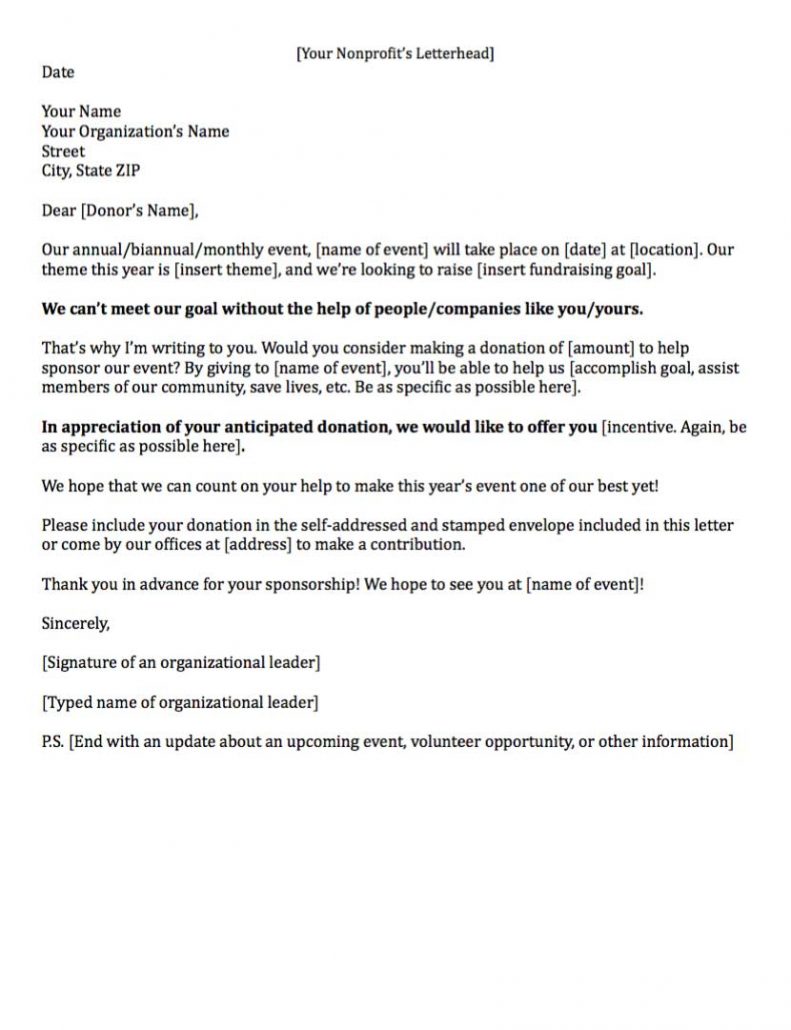 [Your Nonprofit's Letterhead]
Date
Your Name
Your Organization's Name
Street
City, State ZIP
Dear [Donor's Name],
Our annual/biannual/monthly event, [name of event] will take place on [date] at [location]. Our
theme this year is [insert theme], and we're looking to raise [insert fundraising goal].
We can't meet our goal without the help of people/companies like you/yours.
That's why I'm writing to you. Would you consider making a donation of [amount] to help
sponsor our event? By giving to [name of event], you'll be able to help us [accomplish goal, assist
members of our community, save lives, etc. Be as specific as possible here].
In appreciation of your anticipated donation, we would like to offer you [incentive. Again, be
as specific as possible here].
We hope that we can count on your help to make this year's event one of our best yet!
Please include your donation in the self-addressed and stamped envelope included in this letter
or come by our offices at [address] to make a contribution.
Thank you in advance for your sponsorship! We hope to see you at [name of event]!
Sincerely,
[Signature of an organizational leader]
[Typed name of organizational leader]
P.S. [End with an update about an upcoming event, volunteer opportunity, or other information]